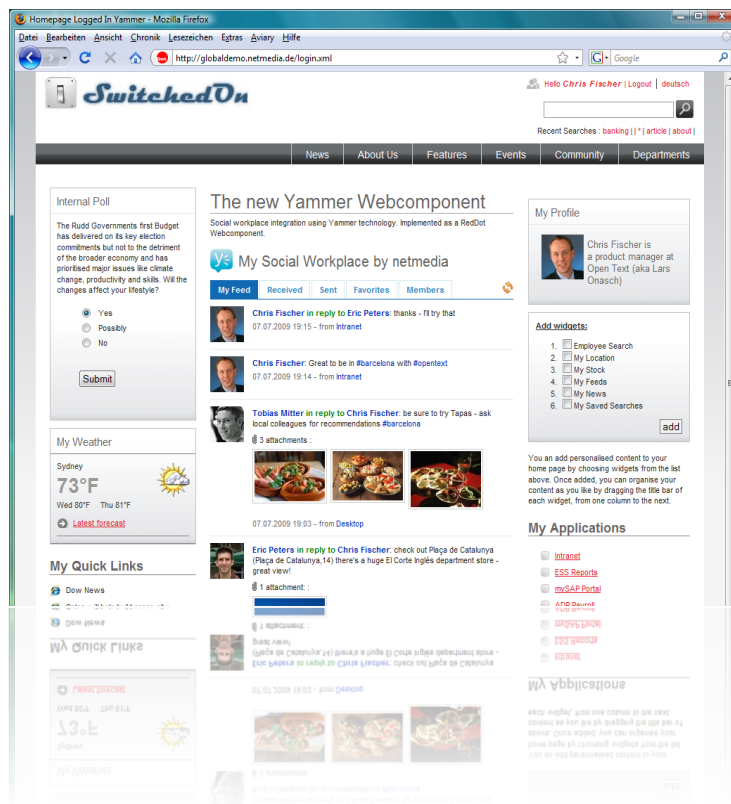 Homepage Logged In Yammer - Mozilla Firefox
Datei Bearbeiten Ansicht Chronik Lesezeichen Extras Aviary Hilfe
http://globaldemo.netmedia.de/login.xml
Google
SwitchedOn
Hello Chris Fischer | Logout | deutsch
Recent Searches : banking | | * | article | about |
News About Us Features Events Community Departments
Internal Poll
The Rudd Governments first Budget
has delivered on its key election
commitments but not to the detriment
of the broader economy and has
prioritised major issues like climate
change, productivity and skills. Will the
changes affect your lifestyle?
Yes
Possibly
No
Submit
My Weather
Sydney
73°F
Wed 80°F Thu 81°F
Latest forecast
My Quick Links
Dow News
The new Yammer Webcomponent
Social workplace integration using Yammer technology. Implemented as a RedDot
Webcomponent.
My Social Workplace by netmedia
My Feed Received Sent Favorites Members
Chris Fischer in reply to Eric Peters: thanks - I'll try that
07.07.2009 19:15 - from Intranet
Chris Fischer: Great to be in #barcelona with #opentext
07.07.2009 19:14 - from Intranet
Tobias Mitter in reply to Chris Fischer: be sure to try Tapas - ask
local colleagues for recommendations #barcelona
3 attachments :
07.07.2009 19:03 - from Desktop
Eric Peters in reply to Chris Fischer: check out Plaça de Catalunya
(Plaça de Catalunya,14) there's a huge El Corte Inglés department store -
great view!
1 attachment: :
My Profile
Chris Fischer is
a product manager at
Open Text (aka Lars
Onasch)
Add widgets:
1. Employee Search
2. My Location
3. My Stock
4. My Feeds
5. My News
6. My Saved Searches
add
You an add personalised content to your
home page by choosing widgets from the list
above. Once added, you can organise your
content as you like by dragging the title bar of
each widget, from one column to the next.
My Applications
Intranet
ESS Reports
mySAP Portal
ADP Payroll